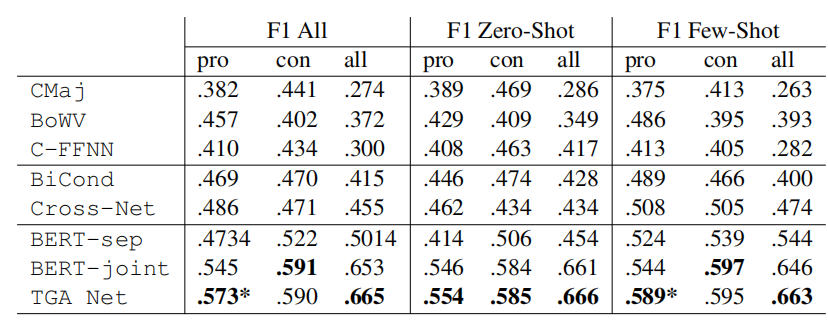 F1 All F1 Zero-Shot F1 Few-Shot
pro con all pro con all pro con all
CMaj .382 .441 .274 .389 .469 .286 .375 .413 .263
BoWV .457 .402 .372 .429 .409 .349 .486 .395 .393
C-FFNN .410 .434 .300 .408 .463 .417 .413 .405 .282
BiCond .469 .470 .415 .446 .474 .428 .489 .466 .400
Cross-Net .486 .471 .455 .462 .434 .434 .508 .505 .474
BERT-sep .4734 .522 .5014 .414 .506 .454 .524 .539 .544
BERT-joint .545 .591 .653 .546 .584 .661 .544 .597 .646
TGA Net .573* .590 .665 .554 .585 .666 .589* .595 .663